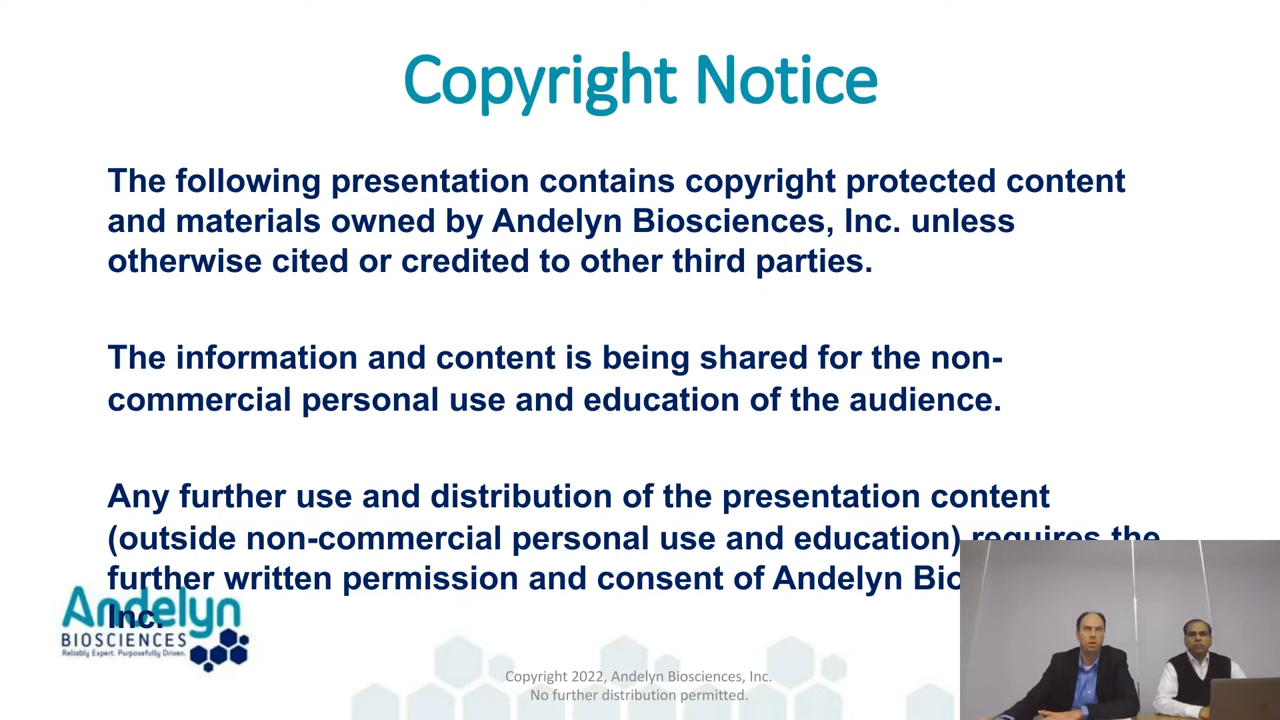 Copyright Notice
The following presentation contains copyright protected content
and materials owned by Andelyn Biosciences, Inc. unless
otherwise cited or credited to other third parties.
The information and content is being shared for the non-
commercial personal use and education of the audience.
Any further use and distribution of the presentation content
(outside non-commercial personal use and education) requires the
further written permission and consent of Andelyn Bio
Inc.
Andelyn
BIOSCIENCES
Reliably Expert. Purposefully Driven.
Copyright 2022, Andelyn Biosciences, Inc.
No further distribution permitted.